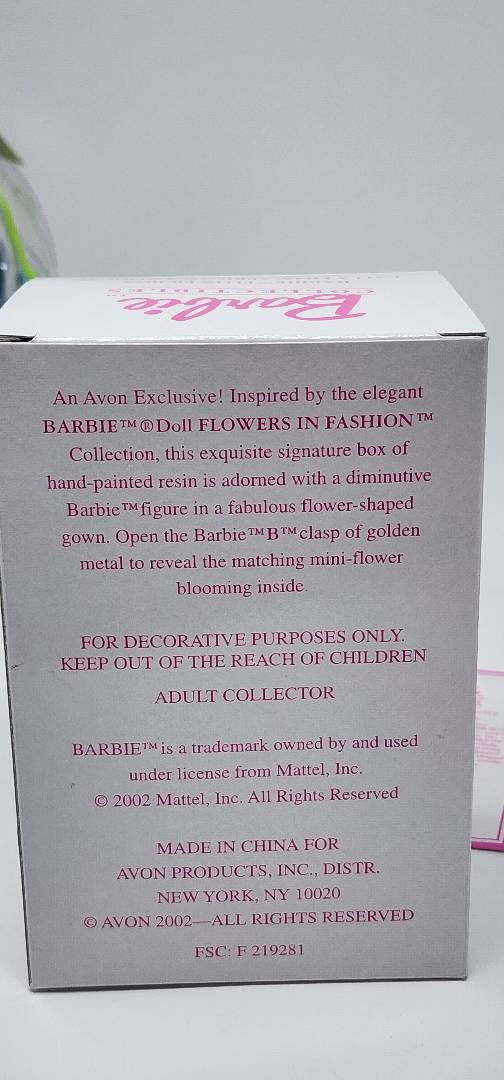 Barbie
COLLECTIBLES
An Avon Exclusive! Inspired by the elegant
BARBIE™®Doll FLOWERS IN FASHION™
Collection, this exquisite signature box of
hand-painted resin is adorned with a diminutive
Barbie™figure in a fabulous flower-shaped
gown. Open the Barbie™B™clasp of golden
metal to reveal the matching mini-flower
blooming inside.
FOR DECORATIVE PURPOSES ONLY.
KEEP OUT OF THE REACH OF CHILDREN
ADULT COLLECTOR
BARBIE™is a trademark owned by and used
under license from Mattel, Inc.
© 2002 Mattel, Inc. All Rights Reserved
MADE IN CHINA FOR
AVON PRODUCTS, INC., DISTR.
NEW YORK, NY 10020
© AVON 2002—ALL RIGHTS RESERVED
FSC: F 219281